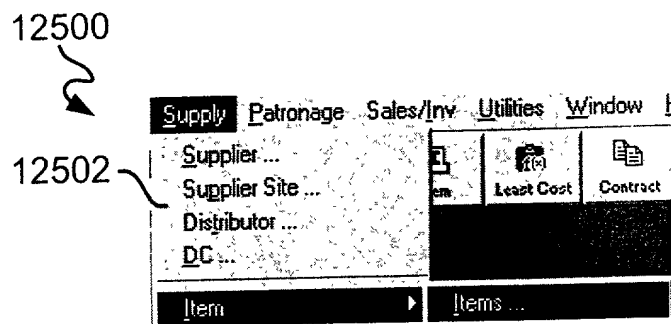 12500
Supply Patronage Sales/Inv Utilities Window
12502
Supplier ...
Supplier Site ...
Distributor ...
DC ...
Least Cost Contract
Item Items ...